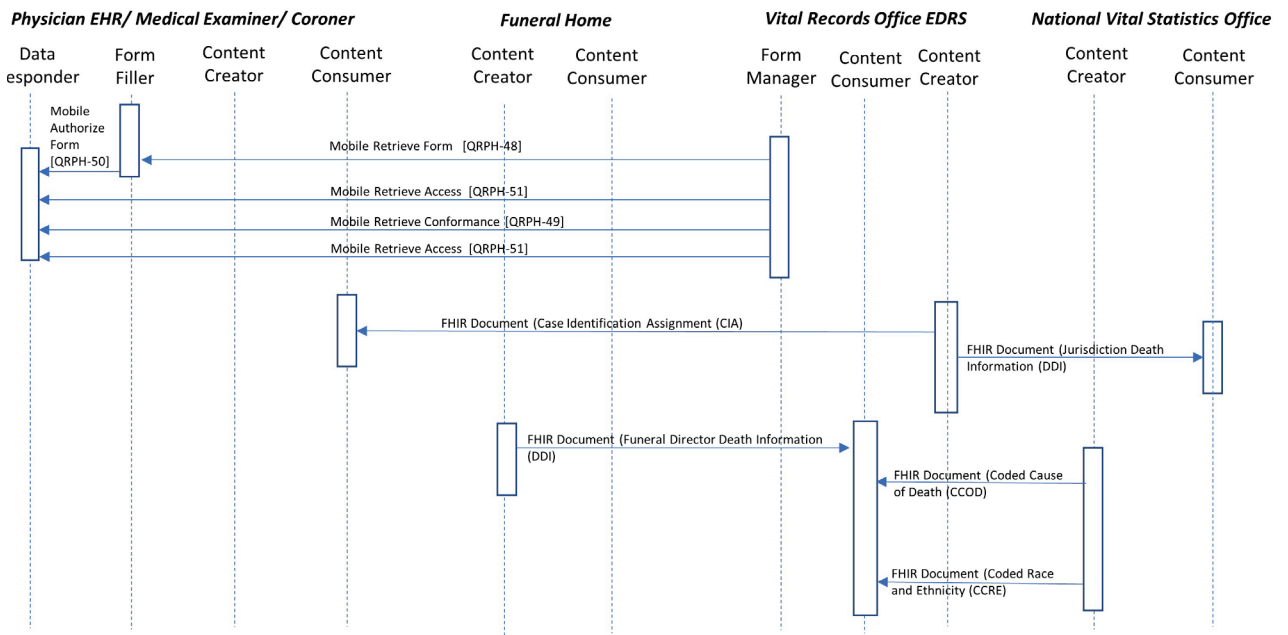 Physician EHR/ Medical Examiner/ Coroner
Funeral Home
Vital Records Office EDRS
National Vital Statistics Office
Data
esponder
Form
Filler
Content
Creator
Content
Consumer
Content
Creator
Content
Consumer
Form
Manager
Content
Consumer
Content
Creator
Content
Creator
Content
Consumer
Mobile
Authorize
Form
[QRPH-50]
Mobile Retrieve Form [QRPH-48]
Mobile Retrieve Access [QRPH-51]
Mobile Retrieve Conformance [QRPH-49]
Mobile Retrieve Access [QRPH-51]
FHIR Document (Case Identification Assignment (CIA)
FHIR Document (Jurisdiction Death
Information (DDI)
FHIR Document (Funeral Director Death Information
(DDI)
FHIR Document (Coded Cause
of Death (CCOD)
FHIR Document (Coded Race
and Ethnicity (CCRE)